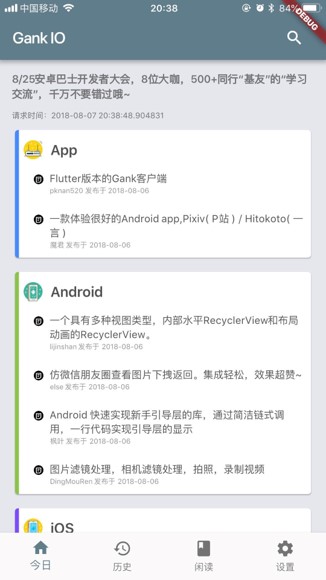 中国移动
20:38
84%
DEBUG
Gank IO
8/25安卓巴士开发者大会，8位大咖，500+同行“基友”的“学习
交流”，千万不要错过哦~
请求时间：2018-08-07 20:38:48.904831
App
Flutter版本的Gank客户端
pknan520 发布于 2018-08-06
一款体验很好的Android app,Pixiv( P站 ) / Hitokoto( 一
言 )
魇君 发布于 2018-08-06
Android
一个具有多种视图类型，内部水平RecyclerView和布局
动画的RecyclerView。
lijinshan 发布于 2018-08-06
仿微信朋友圈查看图片下拽返回。集成轻松，效果超赞~
else 发布于 2018-08-06
Android 快速实现新手引导层的库，通过简洁链式调
用，一行代码实现引导层的显示
枫叶 发布于 2018-08-06
图片滤镜处理，相机滤镜处理，拍照，录制视频
DingMouRen 发布于 2018-08-06
iOS
今日
历史
闲读
设置